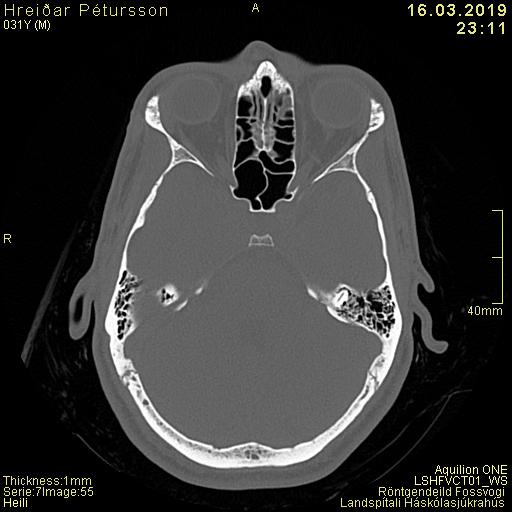 Hreiðar Pétursson
A
16.03.2019
031Y (M)
23:11
R
40mm
Thickness:1mm
Aquilion ONE
Serie:7Image:55
LSHFVCT01_WS
Heili
Röntgendeild Fossvogi
Landspítali Háskólasjúkrahús